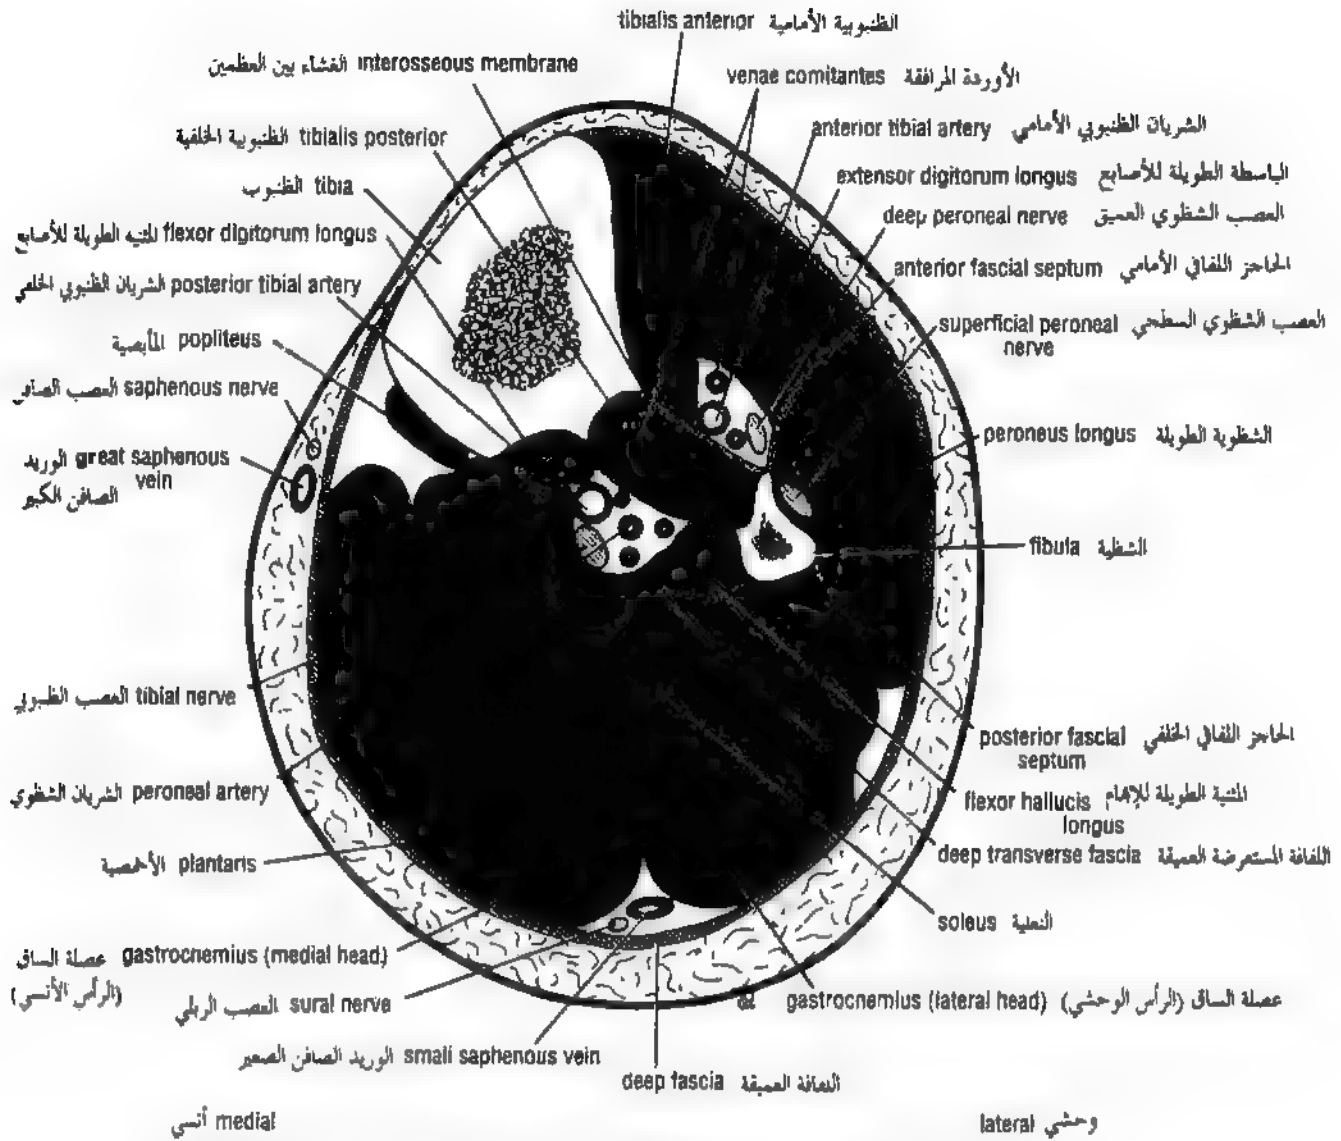 tibialis anterior الظنبوبية الأمامية
الغشاء بين العظمين interosseous membrane
venae comitantes الأوردة المرافقة
الظنبوبية الخلفية tibialis posterior
anterior tibial artery الشريان الظنبوبي الأمامي
extensor digitorum longus الباسطة الطويلة للأصابع
الظنبوب tibia
deep peroneal nerve العصب الشظوي العميق
المثنيه الطويلة للأصابع flexor digitorum longus
anterior fascial septum الحاجز اللفافي الأمامي
الشريان الظنبوبي الخلفي posterior tibial artery
superficial peroneal العصب الشظوي السطحي
nerve
المأبضية popliteus
العصب الصافن saphenous nerve
peroneus longus الشظوية الطويلة
الوريد great saphenous
الصافن الكبير vein
fibula الشظية
العصب الظنبوبي tibial nerve
posterior fascial الحاجز اللفافي الخلفي
septum
الشريان الشظوي peroneal artery
flexor hallucis المثنية الطويلة للإبهام
longus
الأخمصية plantaris
deep transverse fascia اللفافة المستعرضة العميقة
soleus النعلية
عضلة الساق gastrocnemius (medial head)
(الرأس الأنسي)
العصب الربلي sural nerve
gastrocnemius (lateral head) عضلة الساق (الرأس الوحشي)
الوريد الصافن الصغير small saphenous vein
deep fascia اللفافة العميقة
أنسي medial
lateral وحشي